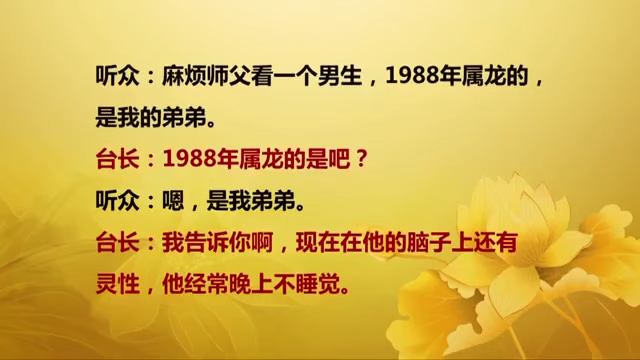 听众：麻烦师父看一个男生，1988年属龙的，
是我的弟弟。
台长：1988年属龙的是吧？
听众：嗯，是我弟弟。
台长：我告诉你啊，现在在他的脑子上还有
灵性，他经常晚上不睡觉。